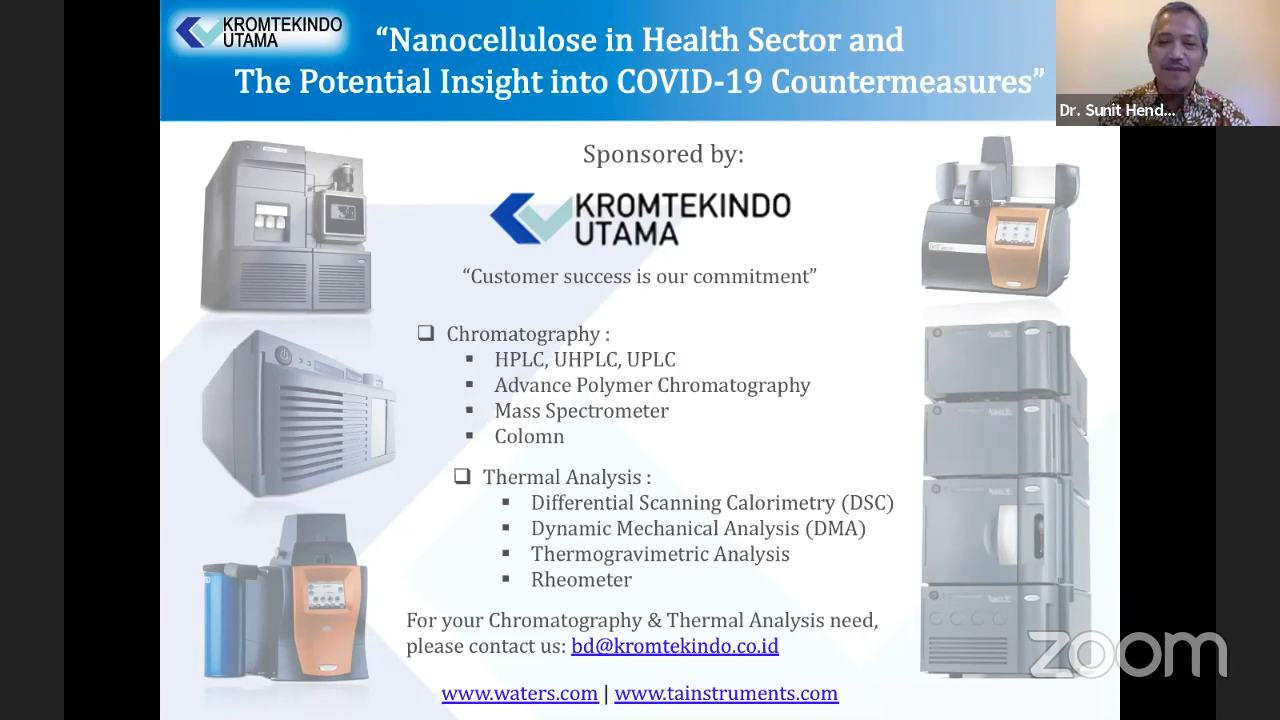 KROMTEKINDO
UTAMA
“Nanocellulose in Health Sector and
The Potential Insight into COVID-19 Countermeasures”
Dr. Sunit Hend...
Sponsored by:
KROMTEKINDO
UTAMA
“Customer success is our commitment”
❑ Chromatography :
▪ HPLC, UHPLC, UPLC
▪ Advance Polymer Chromatography
▪ Mass Spectrometer
▪ Colomn
❑ Thermal Analysis :
▪ Differential Scanning Calorimetry (DSC)
▪ Dynamic Mechanical Analysis (DMA)
▪ Thermogravimetric Analysis
▪ Rheometer
For your Chromatography & Thermal Analysis need,
please contact us: bd@kromtekindo.co.id
www.waters.com | www.tainstruments.com
zoom